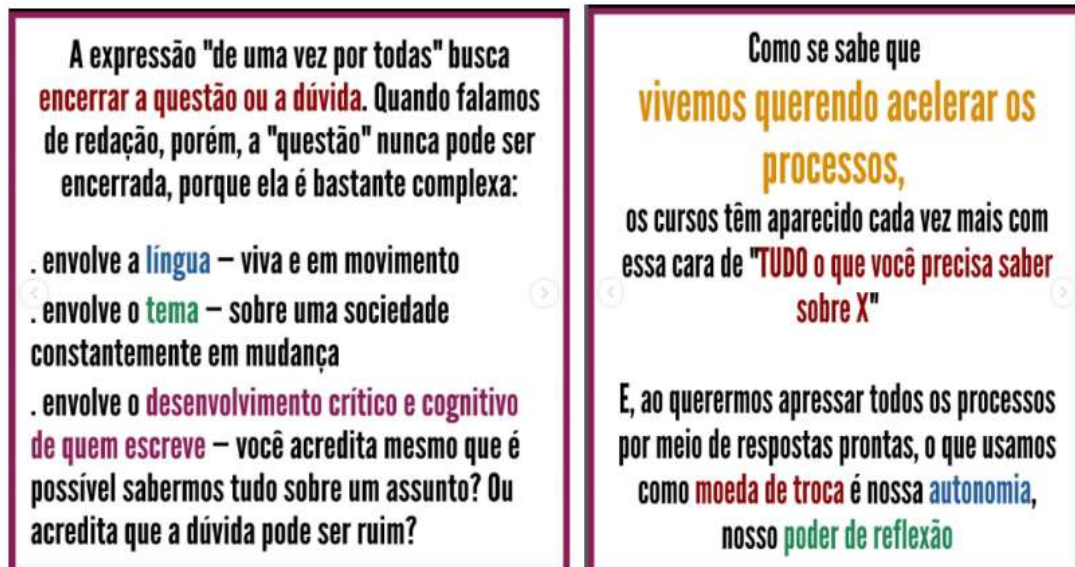 A expressão "de uma vez por todas" busca
encerrar a questão ou a dúvida. Quando falamos
de redação, porém, a "questão" nunca pode ser
encerrada, porque ela é bastante complexa:
. envolve a língua – viva e em movimento
. envolve o tema – sobre uma sociedade
constantemente em mudança
. envolve o desenvolvimento crítico e cognitivo
de quem escreve – você acredita mesmo que é
possível sabermos tudo sobre um assunto? Ou
acredita que a dúvida pode ser ruim?
Como se sabe que
vivemos querendo acelerar os
processos,
os cursos têm aparecido cada vez mais com
essa cara de "TUDO o que você precisa saber
sobre X"
E, ao querermos apressar todos os processos
por meio de respostas prontas, o que usamos
como moeda de troca é nossa autonomia,
nosso poder de reflexão